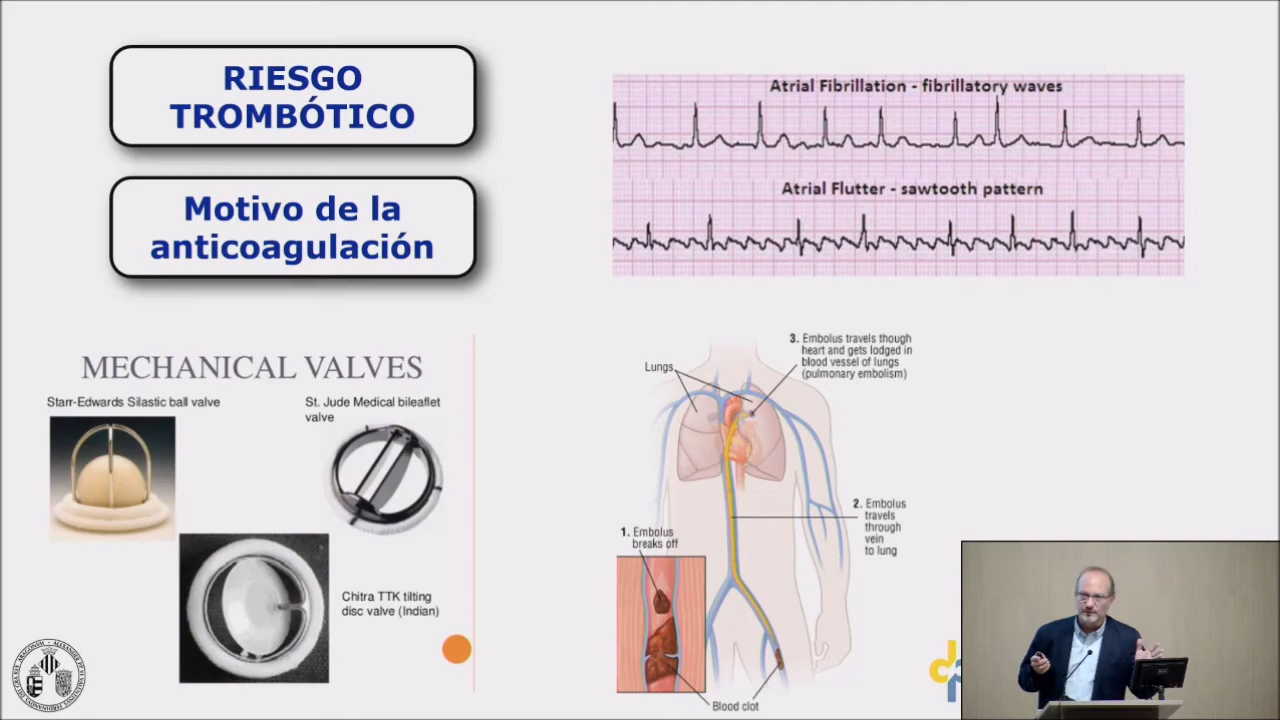 RIESGO
TROMBÓTICO
Motivo de la
anticoagulación
Atrial Fibrillation - fibrillatory waves
Atrial Flutter - sawtooth pattern
MECHANICAL VALVES
Starr-Edwards Silastic ball valve
St. Jude Medical bileaflet
valve
Chitra TTK tilting
disc valve (Indian)
3. Embolus travels though
heart and gets lodged in
blood vessel of lungs
(pulmonary embolism)
Lungs
2. Embolus
travels
through
vein
to lung
1. Embolus
breaks off
Blood clot